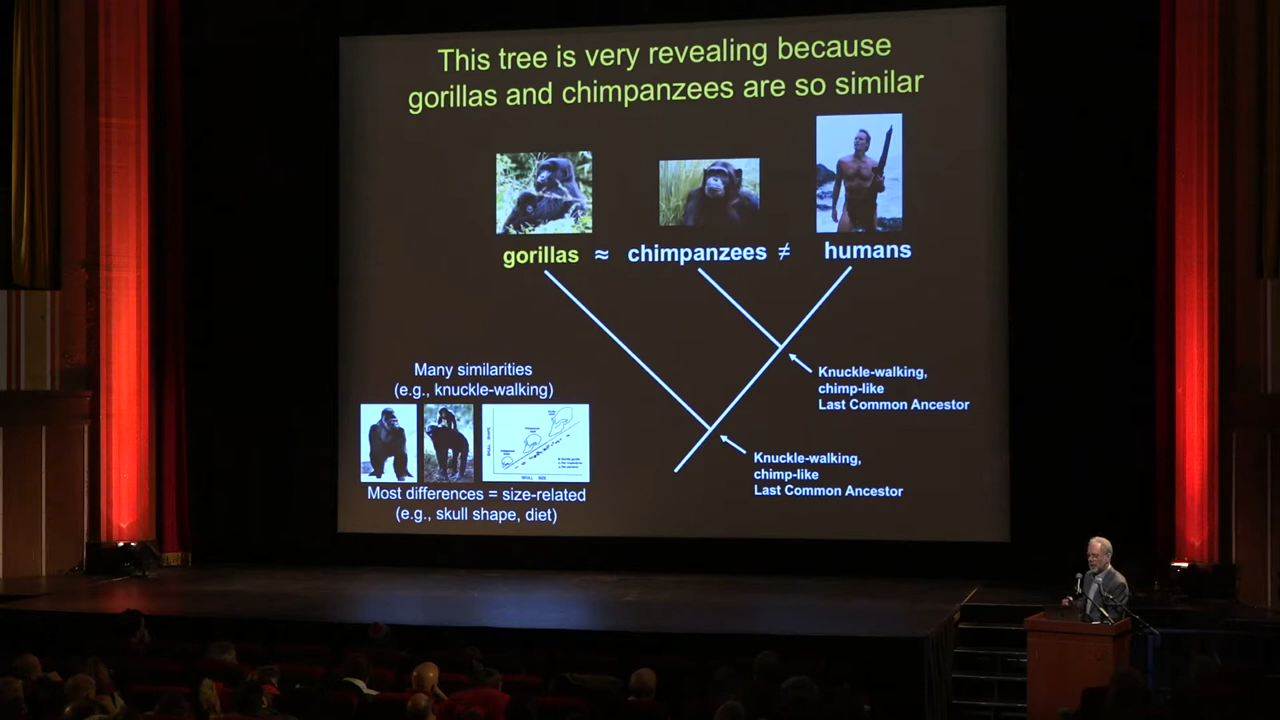 This tree is very revealing because
gorillas and chimpanzees are so similar
gorillas ≈ chimpanzees ≠ humans
Many similarities
(e.g., knuckle-walking)
Knuckle-walking,
chimp-like
Last Common Ancestor
Knuckle-walking,
chimp-like
Last Common Ancestor
SKULL SIZE
Most differences = size-related
(e.g., skull shape, diet)